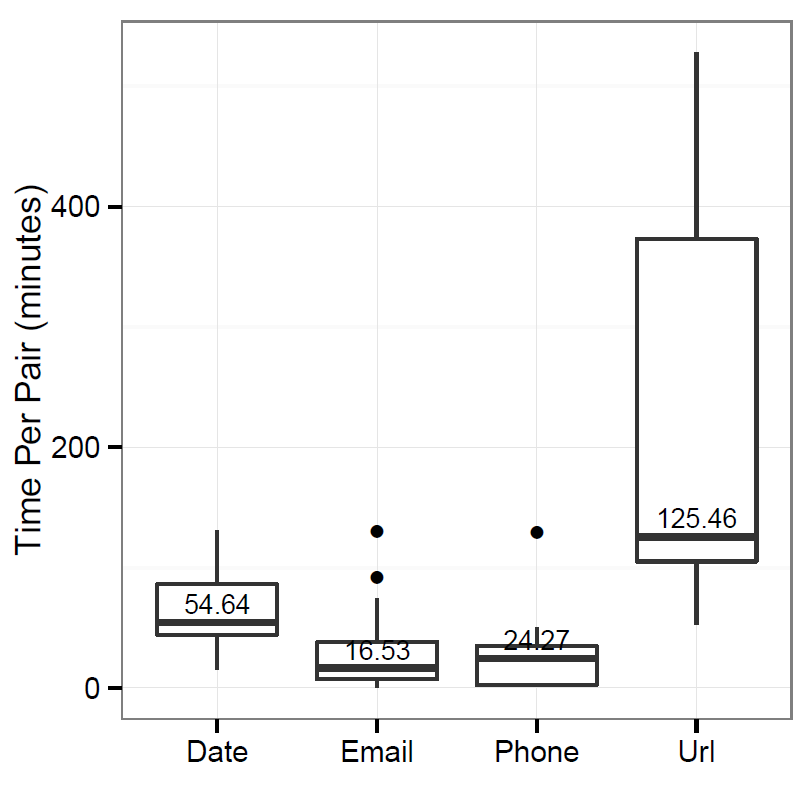 Time Per Pair (minutes)
400
200
0
125.46
54.64
16.53
24.27
Date
Email
Phone
Url